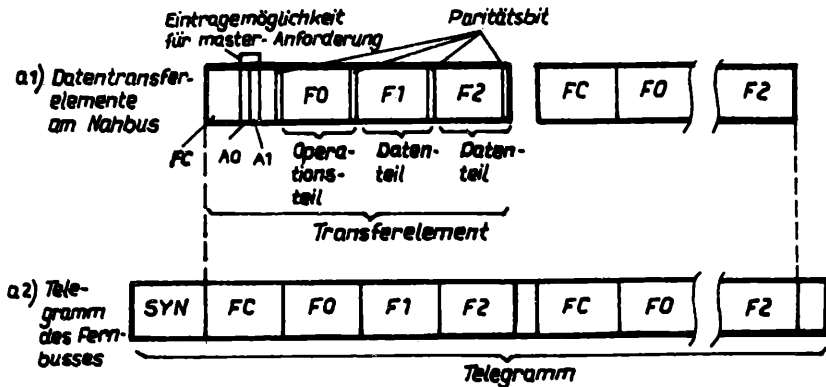 Eintragemöglichkeit
für master-Anforderung
Paritätsbit
a1) Datentransfer-
elemente
am Nahbus
F0 F1 F2 FC F0 F2
FC A0 A1
Opera-
tions-
teil
Daten-
teil
Daten-
teil
Transferelement
a2) Tele-
gramm
des Fern-
busses
SYN FC F0 F1 F2 FC F0 F2
Telegramm